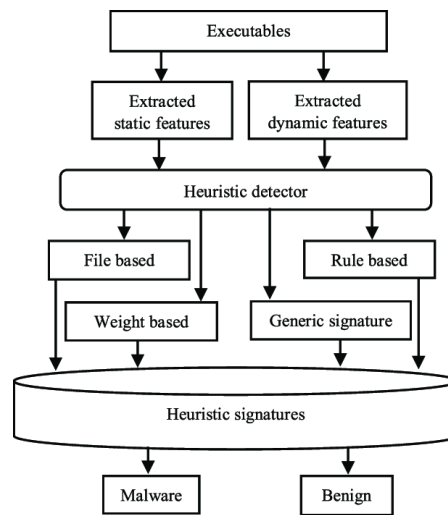 Executables
Extracted
static features
Extracted
dynamic features
Heuristic detector
File based
Rule based
Weight based
Generic signature
Heuristic signatures
Malware
Benign